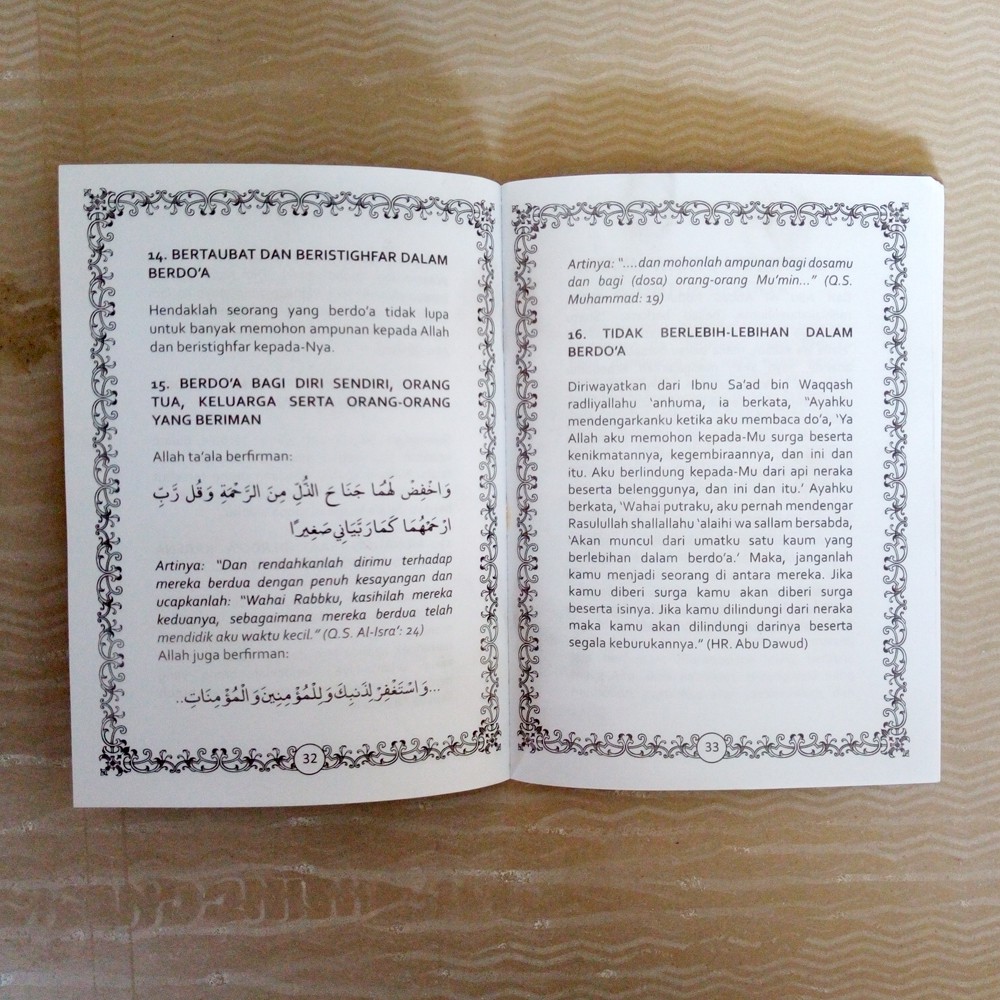 14. BERTAUBAT DAN BERISTIGHFAR DALAM
BERDO'A
Hendaklah seorang yang berdo'a tidak lupa
untuk banyak memohon ampunan kepada Allah
dan beristighfar kepada-Nya.
15. BERDO'A BAGI DIRI SENDIRI, ORANG
TUA, KELUARGA SERTA ORANG-ORANG
YANG BERIMAN
Allah ta'ala berfirman:
وَاخْفِضْ لَهُمَا جَنَاحَ الذُّلِّ مِنَ الرَّحْمَةِ وَقُل رَّبِّ
ارْحَمْهُمَا كَمَا رَبَّيَانِي صَغِيرًا
Artinya: "Dan rendahkanlah dirimu terhadap
mereka berdua dengan penuh kesayangan dan
ucapkanlah: "Wahai Rabbku, kasihilah mereka
keduanya, sebagaimana mereka berdua telah
mendidik aku waktu kecil." (Q.S. Al-Isra': 24)
Allah juga berfirman:
...وَاسْتَغْفِرْ لِذَنبِكَ وَلِلْمُؤْمِنِينَ وَالْمُؤْمِنَاتِ..
32
Artinya: "....dan mohonlah ampunan bagi dosamu
dan bagi (dosa) orang-orang Mu'min..." (Q.S.
Muhammad: 19)
16. TIDAK BERLEBIH-LEBIHAN DALAM
BERDO'A
Diriwayatkan dari Ibnu Sa'ad bin Waqqash
radliyallahu 'anhuma, ia berkata, "Ayahku
mendengarkanku ketika aku membaca do'a, 'Ya
Allah aku memohon kepada-Mu surga beserta
kenikmatannya, kegembiraannya, dan ini dan
itu. Aku berlindung kepada-Mu dari api neraka
beserta belenggunya, dan ini dan itu.' Ayahku
berkata, 'Wahai putraku, aku pernah mendengar
Rasulullah shallallahu 'alaihi wa sallam bersabda,
'Akan muncul dari umatku satu kaum yang
berlebihan dalam berdo'a.' Maka, janganlah
kamu menjadi seorang di antara mereka. Jika
kamu diberi surga kamu akan diberi surga
beserta isinya. Jika kamu dilindungi dari neraka
maka kamu akan dilindungi darinya beserta
segala keburukannya." (HR. Abu Dawud)
33